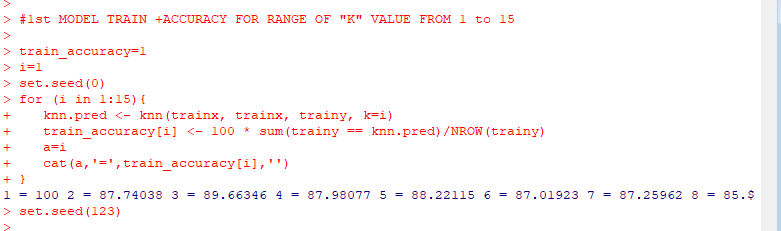 >
> #1st MODEL TRAIN +ACCURACY FOR RANGE OF "K" VALUE FROM 1 to 15
>
> train_accuracy=1
> i=1
> set.seed(0)
> for (i in 1:15){
+     knn.pred <- knn(trainx, trainx, trainy, k=i)
+     train_accuracy[i] <- 100 * sum(trainy == knn.pred)/NROW(trainy)
+     a=i
+     cat(a,'=',train_accuracy[i],'')
+ }
1 = 100 2 = 87.74038 3 = 89.66346 4 = 87.98077 5 = 88.22115 6 = 87.01923 7 = 87.25962 8 = 85.$
> set.seed(123)
>